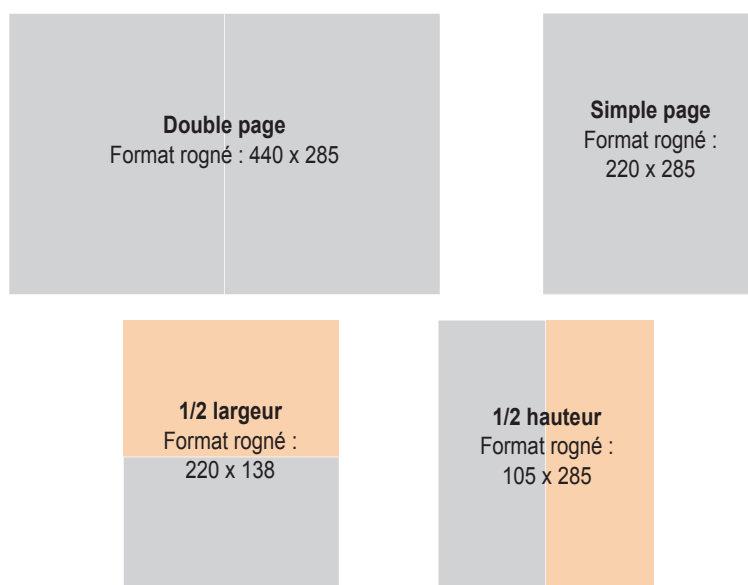 Double page
Format rogné : 440 x 285
Simple page
Format rogné :
220 x 285
1/2 largeur
Format rogné :
220 x 138
1/2 hauteur
Format rogné :
105 x 285